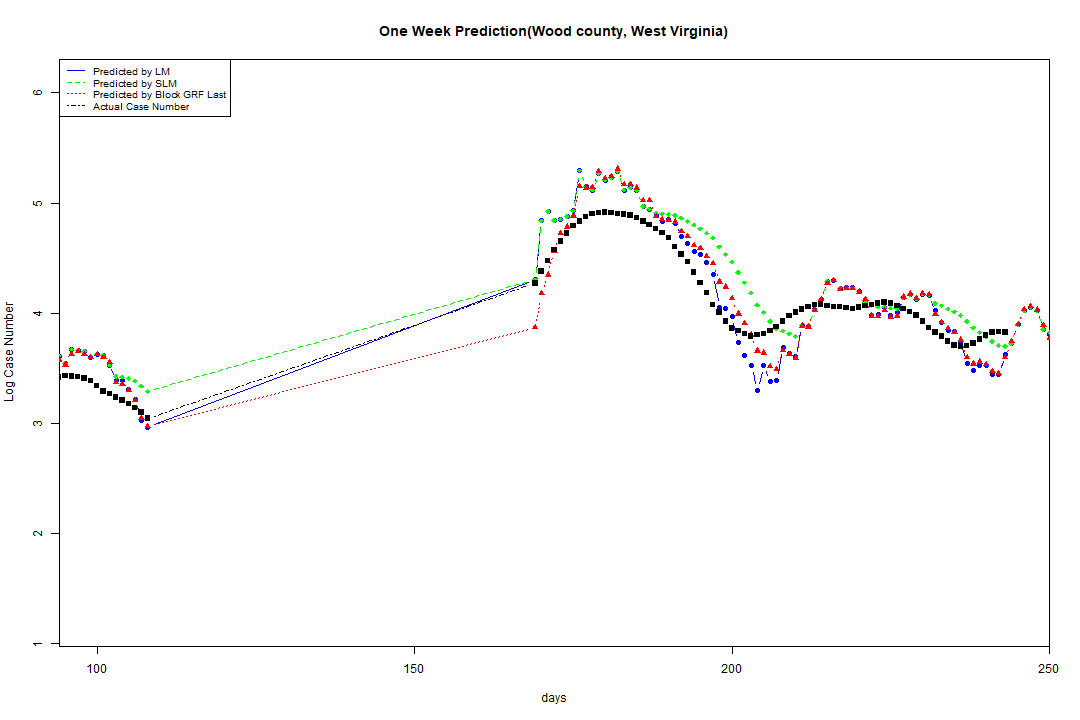 One Week Prediction(Wood county, West Virginia)
Predicted by LM
Predicted by SLM
Predicted by Block GRF Last
Actual Case Number
6
5
4
3
2
1
Log Case Number
100 150 200 250
days